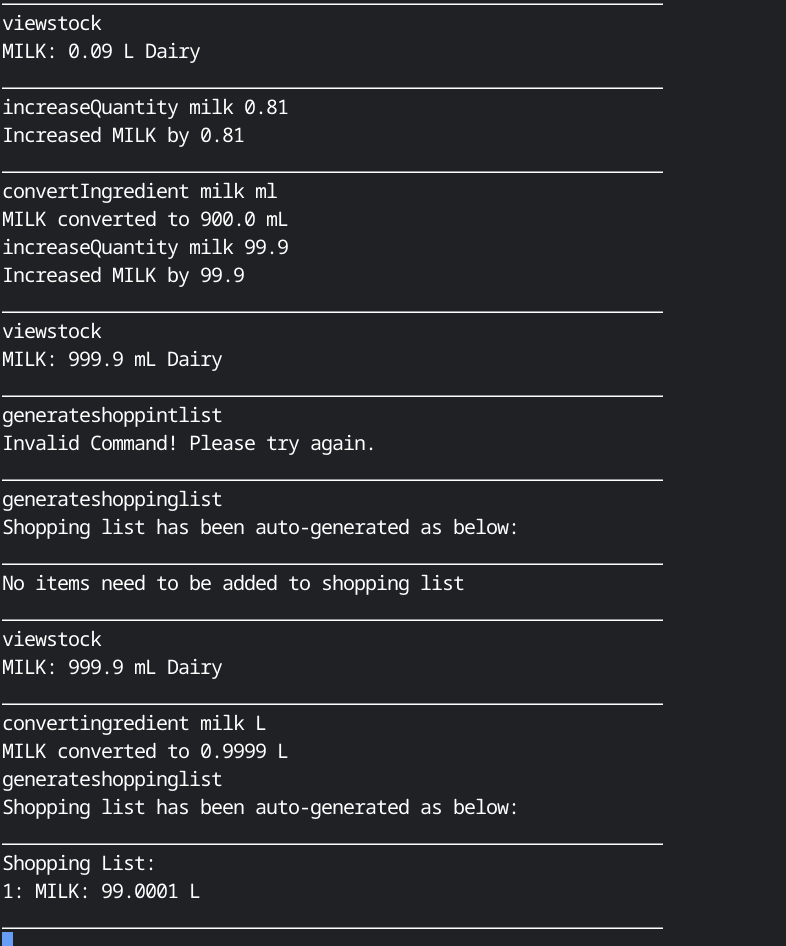 viewstock
MILK: 0.09 L Dairy
increaseQuantity milk 0.81
Increased MILK by 0.81
convertIngredient milk ml
MILK converted to 900.0 mL
increaseQuantity milk 99.9
Increased MILK by 99.9
viewstock
MILK: 999.9 mL Dairy
generateshoppintlist
Invalid Command! Please try again.
generateshoppinglist
Shopping list has been auto-generated as below:
No items need to be added to shopping list
viewstock
MILK: 999.9 mL Dairy
convertingredient milk L
MILK converted to 0.9999 L
generateshoppinglist
Shopping list has been auto-generated as below:
Shopping List:
1: MILK: 99.0001 L